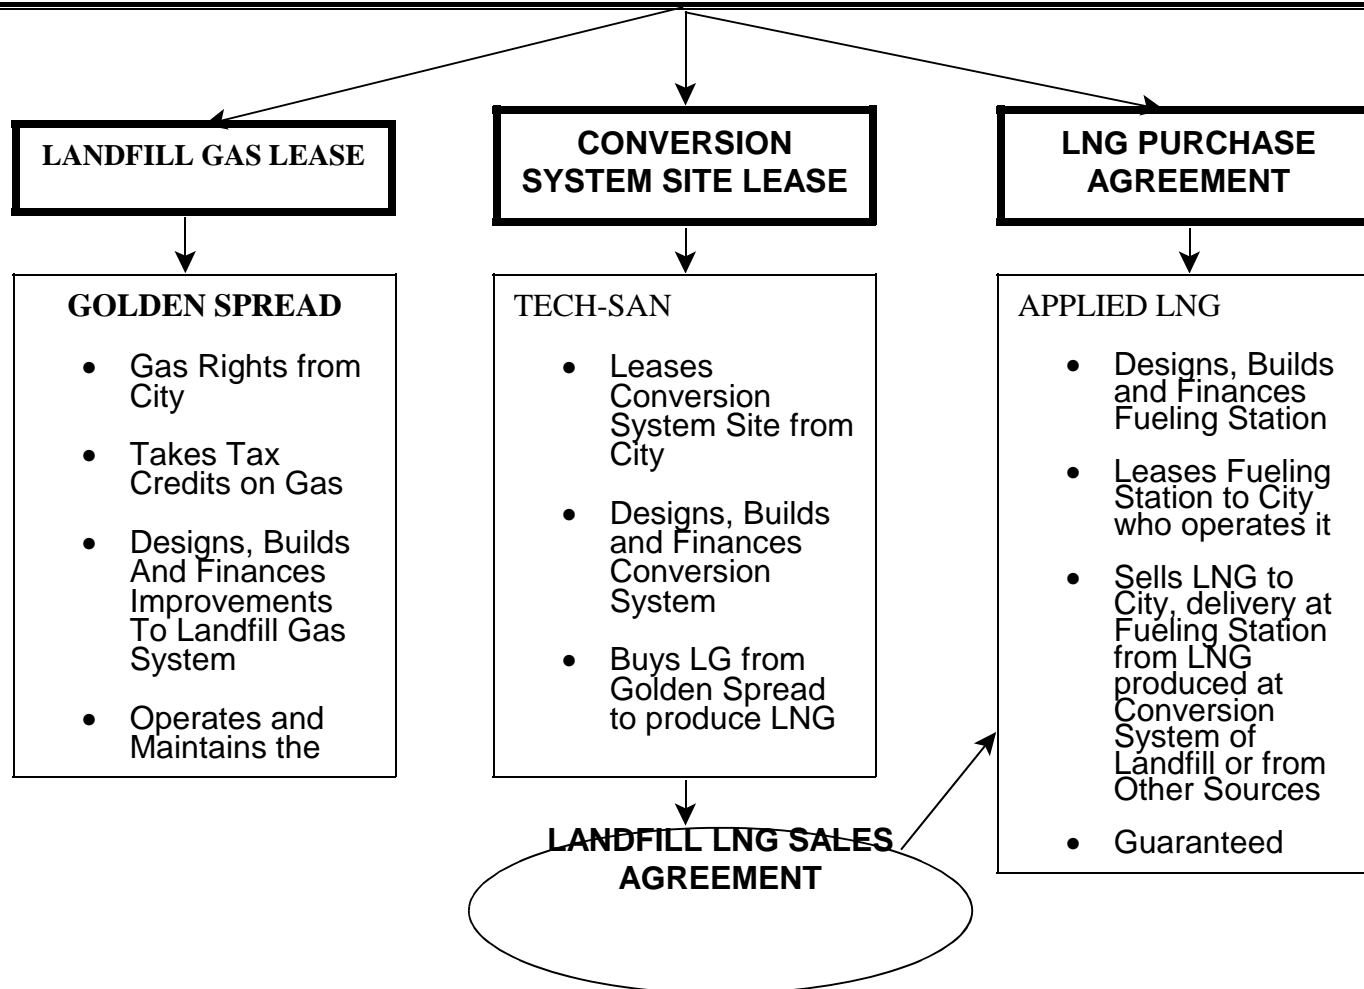 LANDFILL GAS LEASE
CONVERSION
SYSTEM SITE LEASE
LNG PURCHASE
AGREEMENT
GOLDEN SPREAD
• Gas Rights from
City
• Takes Tax
Credits on Gas
• Designs, Builds
And Finances
Improvements
To Landfill Gas
System
• Operates and
Maintains the
TECH-SAN
• Leases
Conversion
System Site from
City
• Designs, Builds
and Finances
Conversion
System
• Buys LG from
Golden Spread
to produce LNG
APPLIED LNG
• Designs, Builds
and Finances
Fueling Station
• Leases Fueling
Station to City
who operates it
• Sells LNG to
City, delivery at
Fueling Station
from LNG
produced at
Conversion
System of
Landfill or from
Other Sources
• Guaranteed
LANDFILL LNG SALES
AGREEMENT